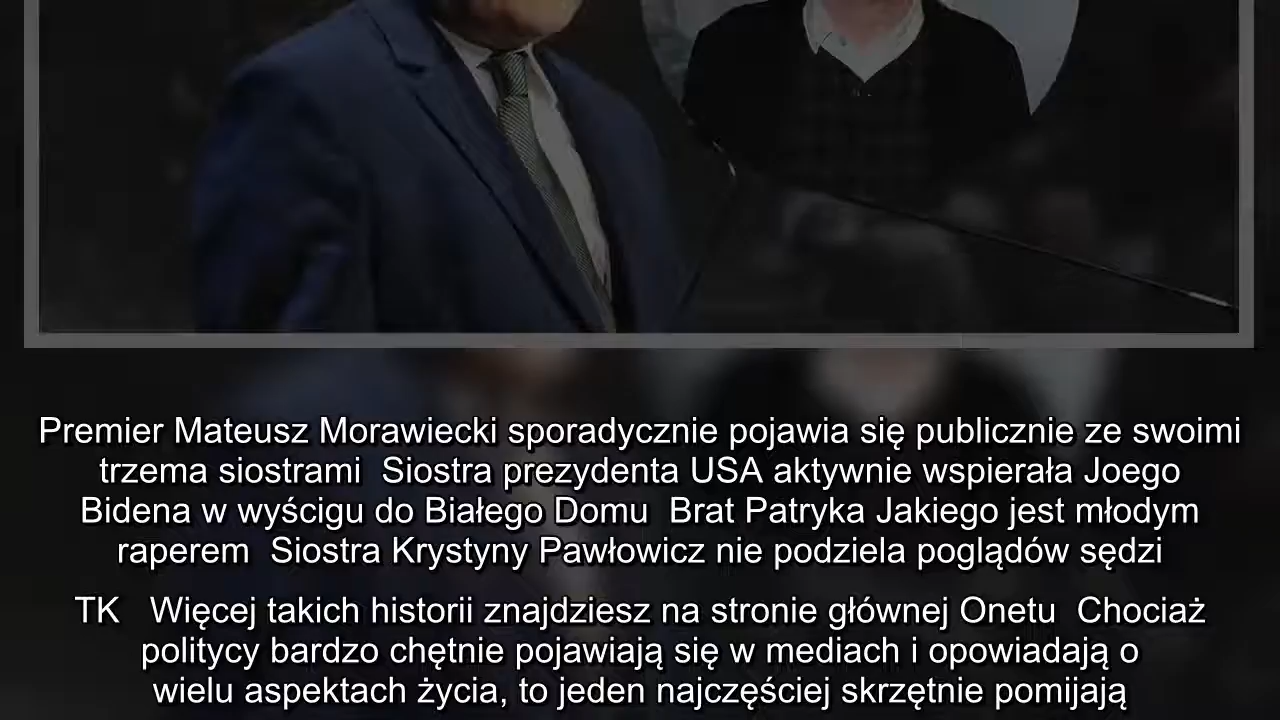 Premier Mateusz Morawiecki sporadycznie pojawia się publicznie ze swoimi
trzema siostrami  Siostra prezydenta USA aktywnie wspierała Joego
Bidena w wyścigu do Białego Domu  Brat Patryka Jakiego jest młodym
raperem  Siostra Krystyny Pawłowicz nie podziela poglądów sędzi
TK   Więcej takich historii znajdziesz na stronie głównej Onetu  Chociaż
politycy bardzo chętnie pojawiają się w mediach i opowiadają o
wielu aspektach życia, to jeden najczęściej skrzętnie pomijają